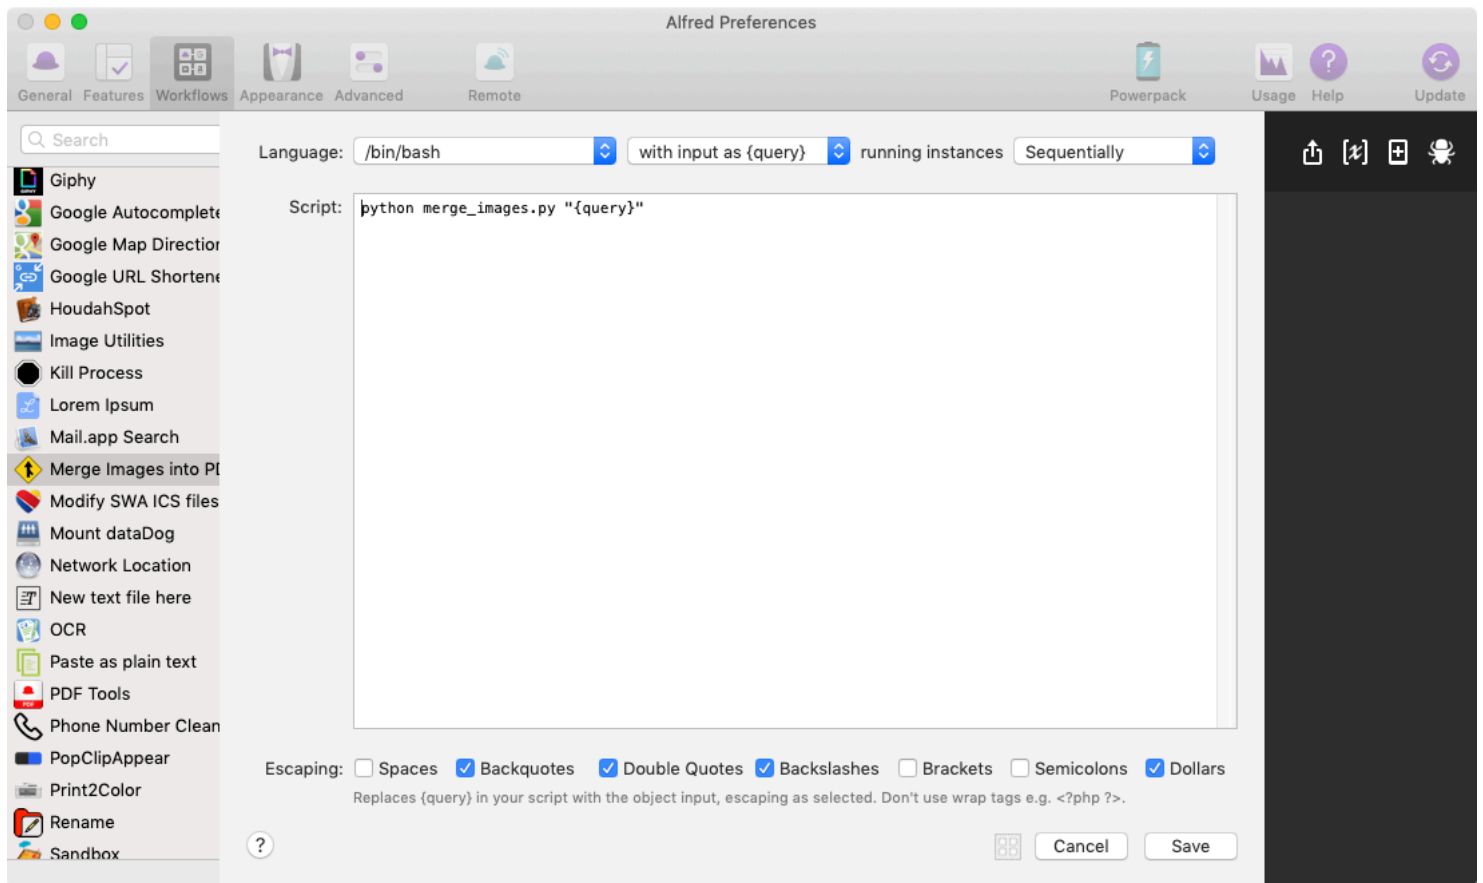 Alfred Preferences
General Features Workflows Appearance Advanced Remote Powerpack Usage Help Update
Search
Giphy
Google Autocomplete
Google Map Direction
Google URL Shortene
HoudahSpot
Image Utilities
Kill Process
Lorem Ipsum
Mail.app Search
Merge Images into PD
Modify SWA ICS files
Mount dataDog
Network Location
New text file here
OCR
Paste as plain text
PDF Tools
Phone Number Clean
PopClipAppear
Print2Color
Rename
Sandbox
Language: /bin/bash with input as {query} running instances Sequentially
Script: python merge_images.py "{query}"
Escaping: Spaces Backquotes Double Quotes Backslashes Brackets Semicolons Dollars
Replaces {query} in your script with the object input, escaping as selected. Don't use wrap tags e.g. <?php ?>.
? Cancel Save